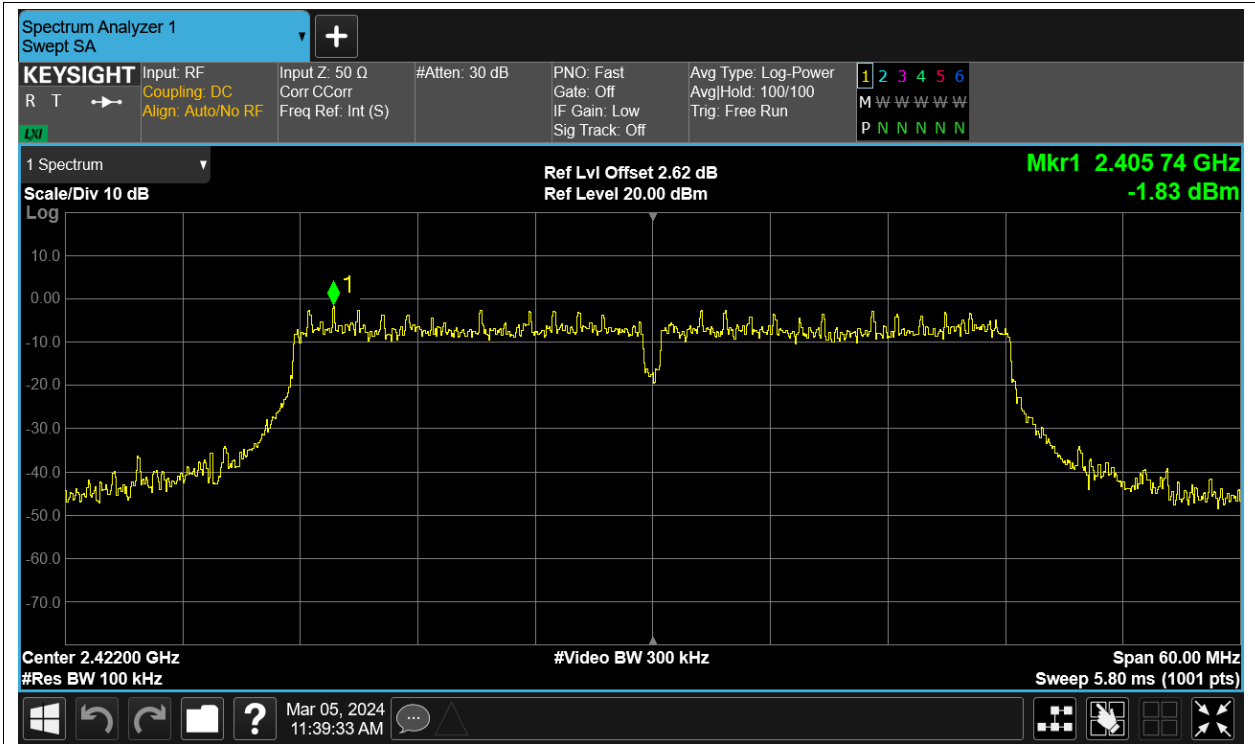 Spectrum Analyzer 1
Swept SA
KEYSIGHT
R T
LXI
Input: RF
Coupling: DC
Align: Auto/No RF
Input Z: 50 Ω
Corr CCorr
Freq Ref: Int (S)
#Atten: 30 dB
PNO: Fast
Gate: Off
IF Gain: Low
Sig Track: Off
Avg Type: Log-Power
Avg|Hold: 100/100
Trig: Free Run
1 2 3 4 5 6
M W W W W W
P N N N N N
1 Spectrum
Scale/Div 10 dB
Log
Ref Lvl Offset 2.62 dB
Ref Level 20.00 dBm
Mkr1 2.405 74 GHz
-1.83 dBm
1
10.0
0.00
-10.0
-20.0
-30.0
-40.0
-50.0
-60.0
-70.0
Center 2.42200 GHz
#Res BW 100 kHz
#Video BW 300 kHz
Span 60.00 MHz
Sweep 5.80 ms (1001 pts)
?
Mar 05, 2024
11:39:33 AM